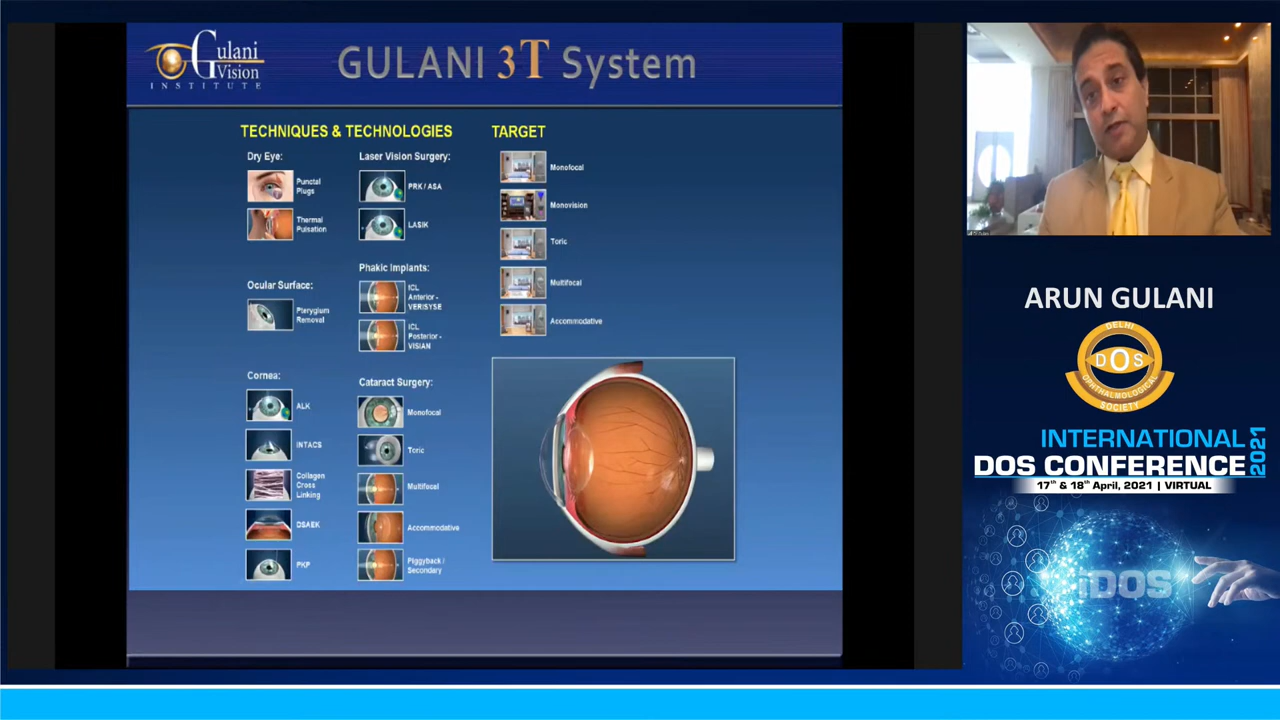 Gulani
Vision
INSTITUTE
GULANI 3T System
TECHNIQUES & TECHNOLOGIES
Dry Eye:
Punctal
Plugs
Thermal
Pulsation
Ocular Surface:
Pterygium
Removal
Cornea:
ALK
INTACS
Collagen
Cross
Linking
DSAEK
PKP
Laser Vision Surgery:
PRK / ASA
LASIK
Phakic Implants:
ICL
Anterior -
VERISYSE
ICL
Posterior -
VISIAN
Cataract Surgery:
Monofocal
Toric
Multifocal
Accommodative
Piggyback /
Secondary
TARGET
Monofocal
Monovision
Toric
Multifocal
Accommodative
ARUN GULANI
DELHI
DOS
OPHTHALMOLOGICAL
SOCIETY
INTERNATIONAL
DOS CONFERENCE
2021
17th & 18th April, 2021 | VIRTUAL
iDOS